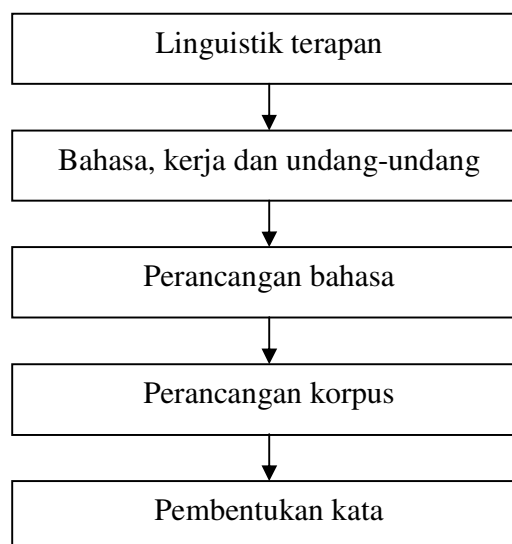 Linguistik terapan
Bahasa, kerja dan undang-undang
Perancangan bahasa
Perancangan korpus
Pembentukan kata